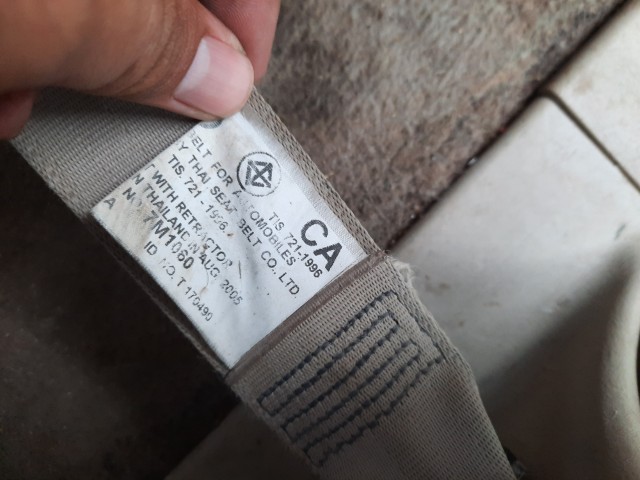 CA
TIS 721-1996
ELT FOR AUTOMOBILES
Y THAI SEAT BELT CO., LTD.
TIS. 721 - 1996.
WITH RETRACTOR
N THAILAND IN AUG. 2005
7M1060
ID NO. T 170490